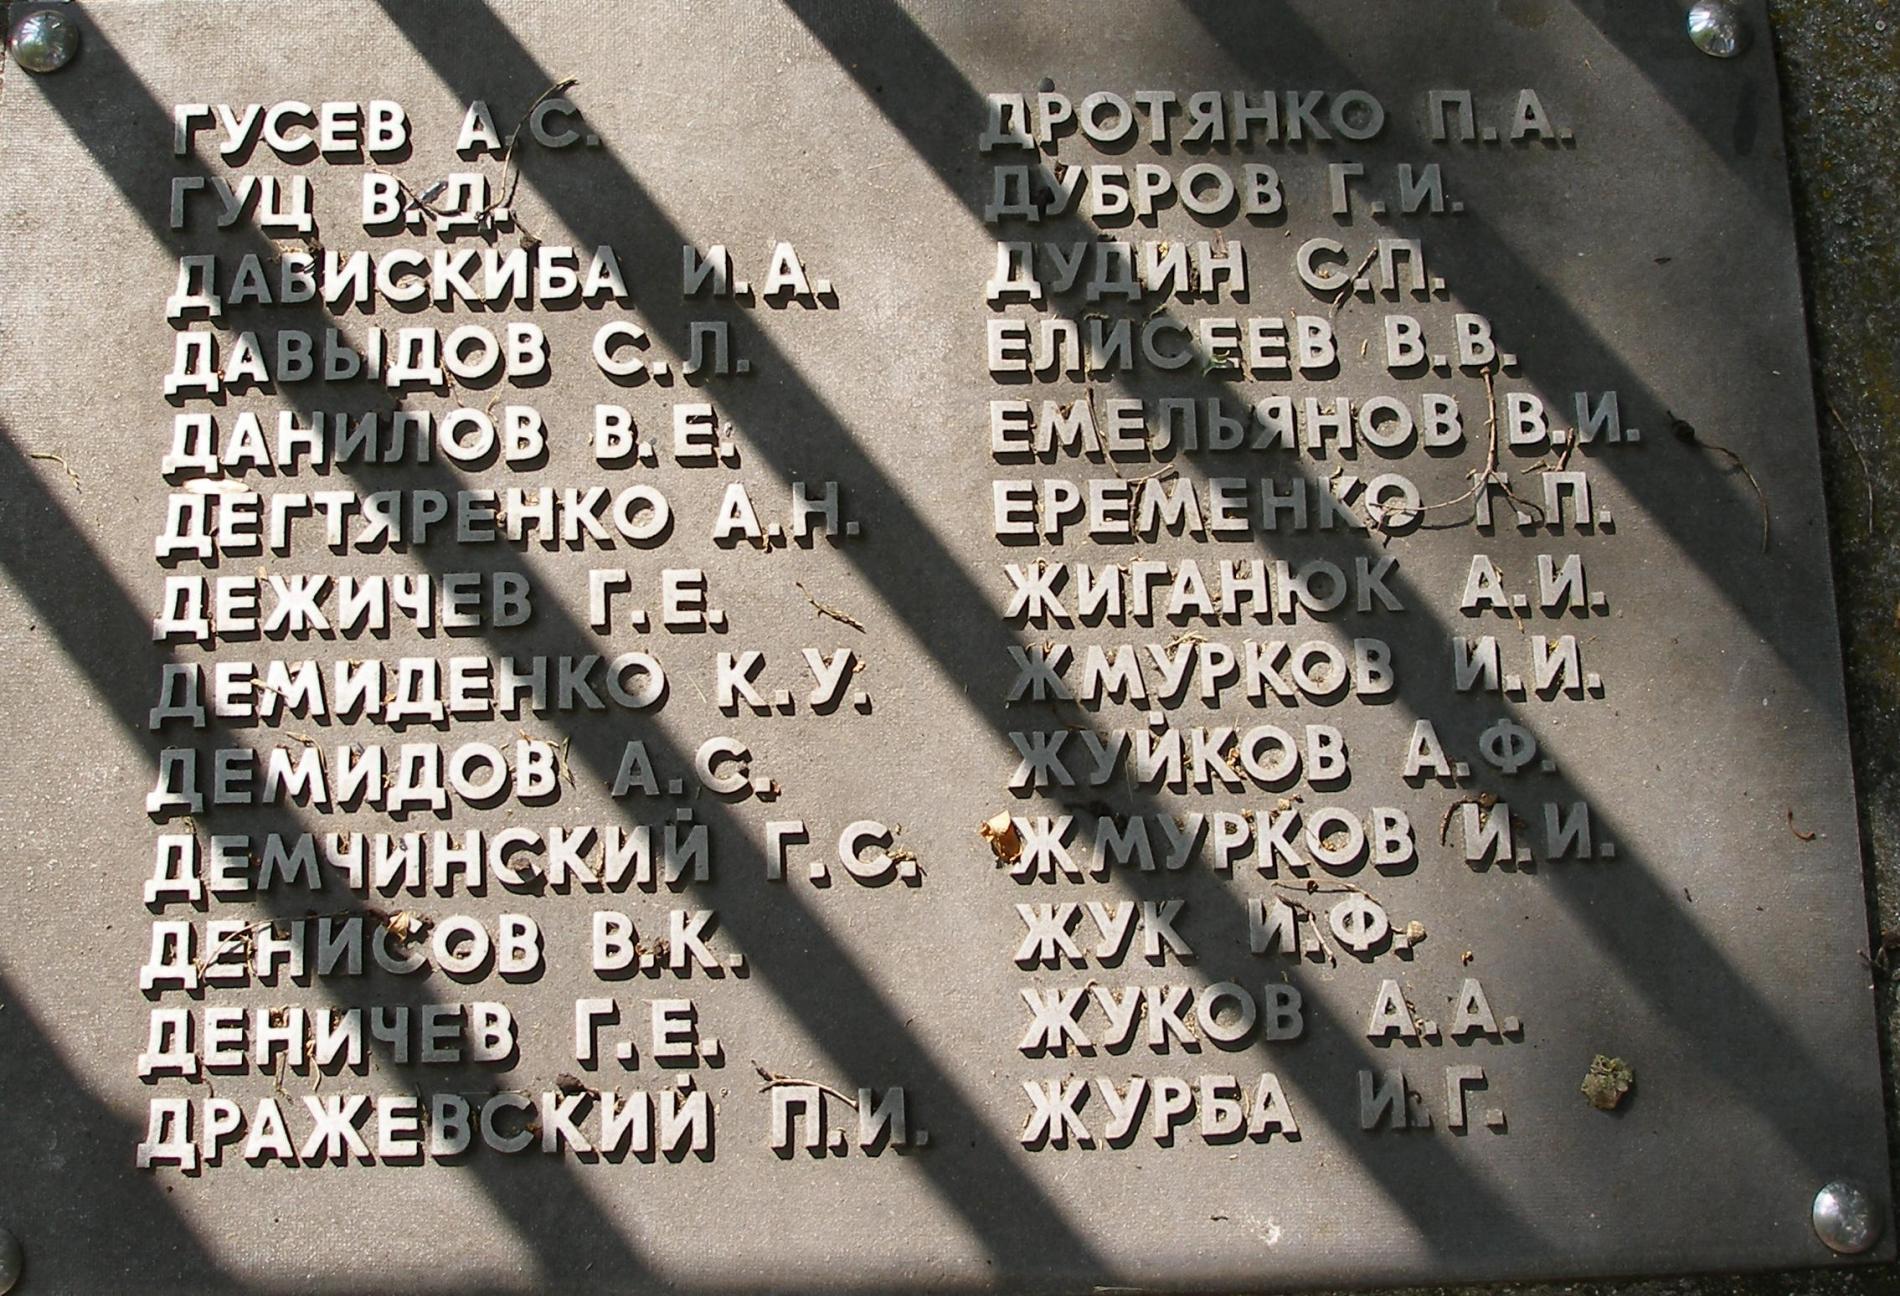 ГУСЕВ А.С.
ГУЦ В.Д.
ДАВИСКИБА И.А.
ДАВЫДОВ С.Л.
ДАНИЛОВ В.Е.
ДЕГТЯРЕНКО А.Н.
ДЕЖИЧЕВ Г.Е.
ДЕМИДЕНКО К.У.
ДЕМИДОВ А.С.
ДЕМЧИНСКИЙ Г.С.
ДЕНИСОВ В.К.
ДЕНИЧЕВ Г.Е.
ДРАЖЕВСКИЙ П.И.
ДРОТЯНКО П.А.
ДУБРОВ Г.И.
ДУДИН С.П.
ЕЛИСЕЕВ В.В.
ЕМЕЛЬЯНОВ В.И.
ЕРЕМЕНКО Г.П.
ЖИГАНЮК А.И.
ЖМУРКОВ И.И.
ЖУЙКОВ А.Ф.
ЖМУРКОВ И.И.
ЖУК И.Ф.
ЖУКОВ А.А.
ЖУРБА И.Г.